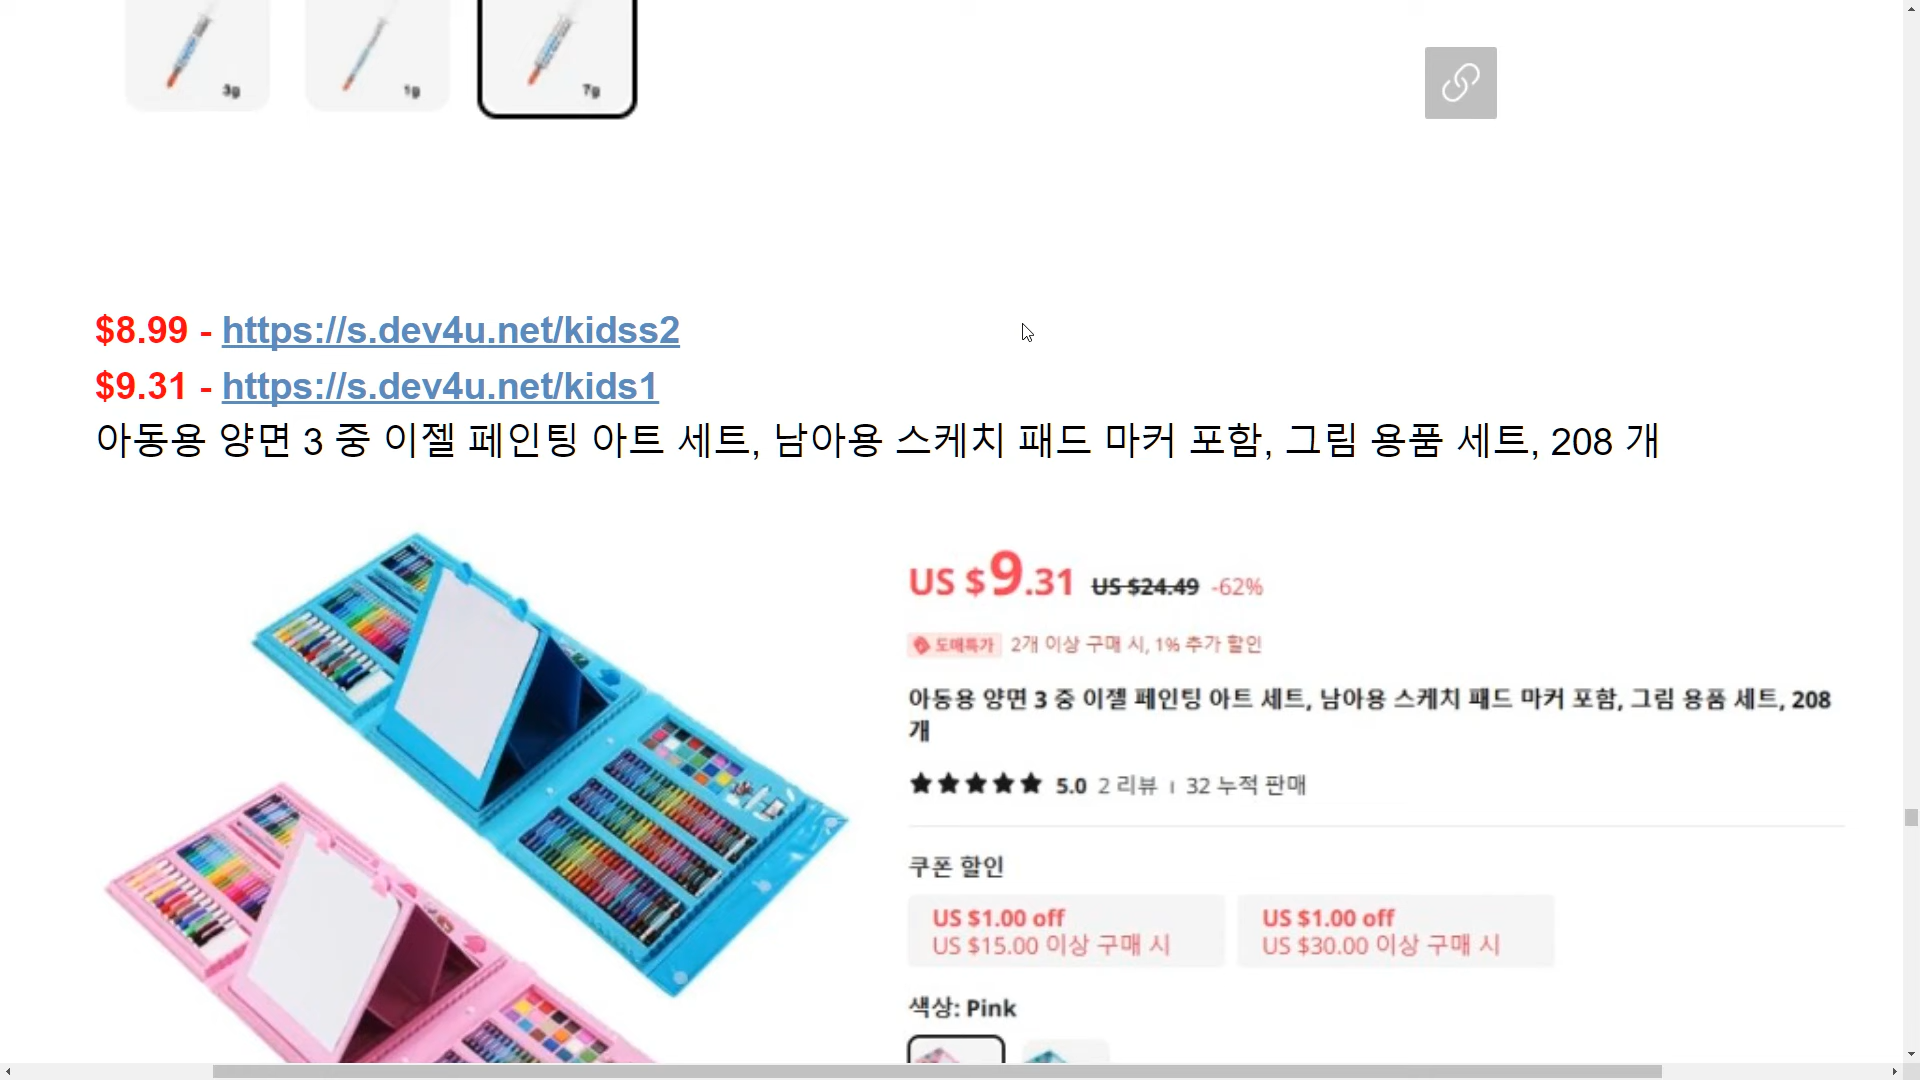 3g
1g
7g
$8.99 - https://s.dev4u.net/kidss2
$9.31 - https://s.dev4u.net/kids1
아동용 양면 3 중 이젤 페인팅 아트 세트, 남아용 스케치 패드 마커 포함, 그림 용품 세트, 208 개
US $9.31 US $24.49 -62%
도매특가 2개 이상 구매 시, 1% 추가 할인
아동용 양면 3 중 이젤 페인팅 아트 세트, 남아용 스케치 패드 마커 포함, 그림 용품 세트, 208
개
5.0 2 리뷰 32 누적 판매
쿠폰 할인
US $1.00 off
US $15.00 이상 구매 시
US $1.00 off
US $30.00 이상 구매 시
색상: Pink